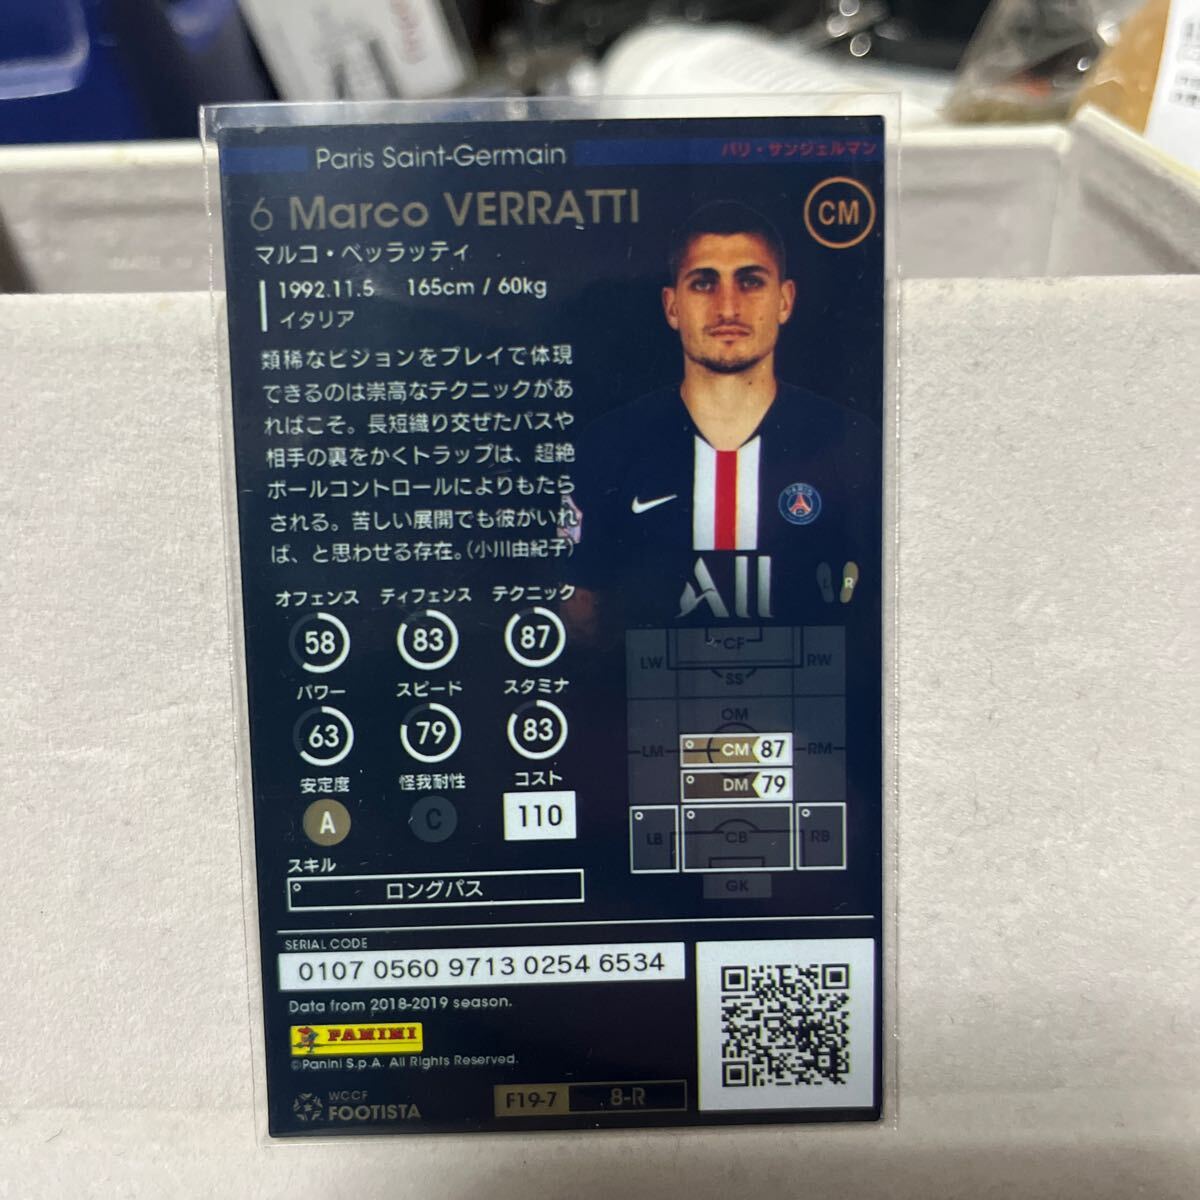 Paris Saint-Germain
パリ・サンジェルマン
6 Marco VERRATTI
CM
マルコ・ベッラッティ
1992.11.5 165cm / 60kg
イタリア
類稀なビジョンをプレイで体現
できるのは崇高なテクニックがあ
ればこそ。長短織り交ぜたパスや
相手の裏をかくトラップは、超絶
ボールコントロールによりもたら
される。苦しい展開でも彼がいれ
ば、と思わせる存在。(小川由紀子)
PARIS
All
R
オフェンス ディフェンス テクニック
58 83 87
パワー スピード スタミナ
63 79 83
安定度 怪我耐性 コスト
A C 110
スキル
ロングパス
CF
LW RW
SS
OM
LM CM 87 RM
DM 79
LB CB RB
GK
SERIAL CODE
0107 0560 9713 0254 6534
Data from 2018-2019 season.
PANINI
©Panini S.p.A. All Rights Reserved.
WCCF
FOOTISTA
F19-7 8-R